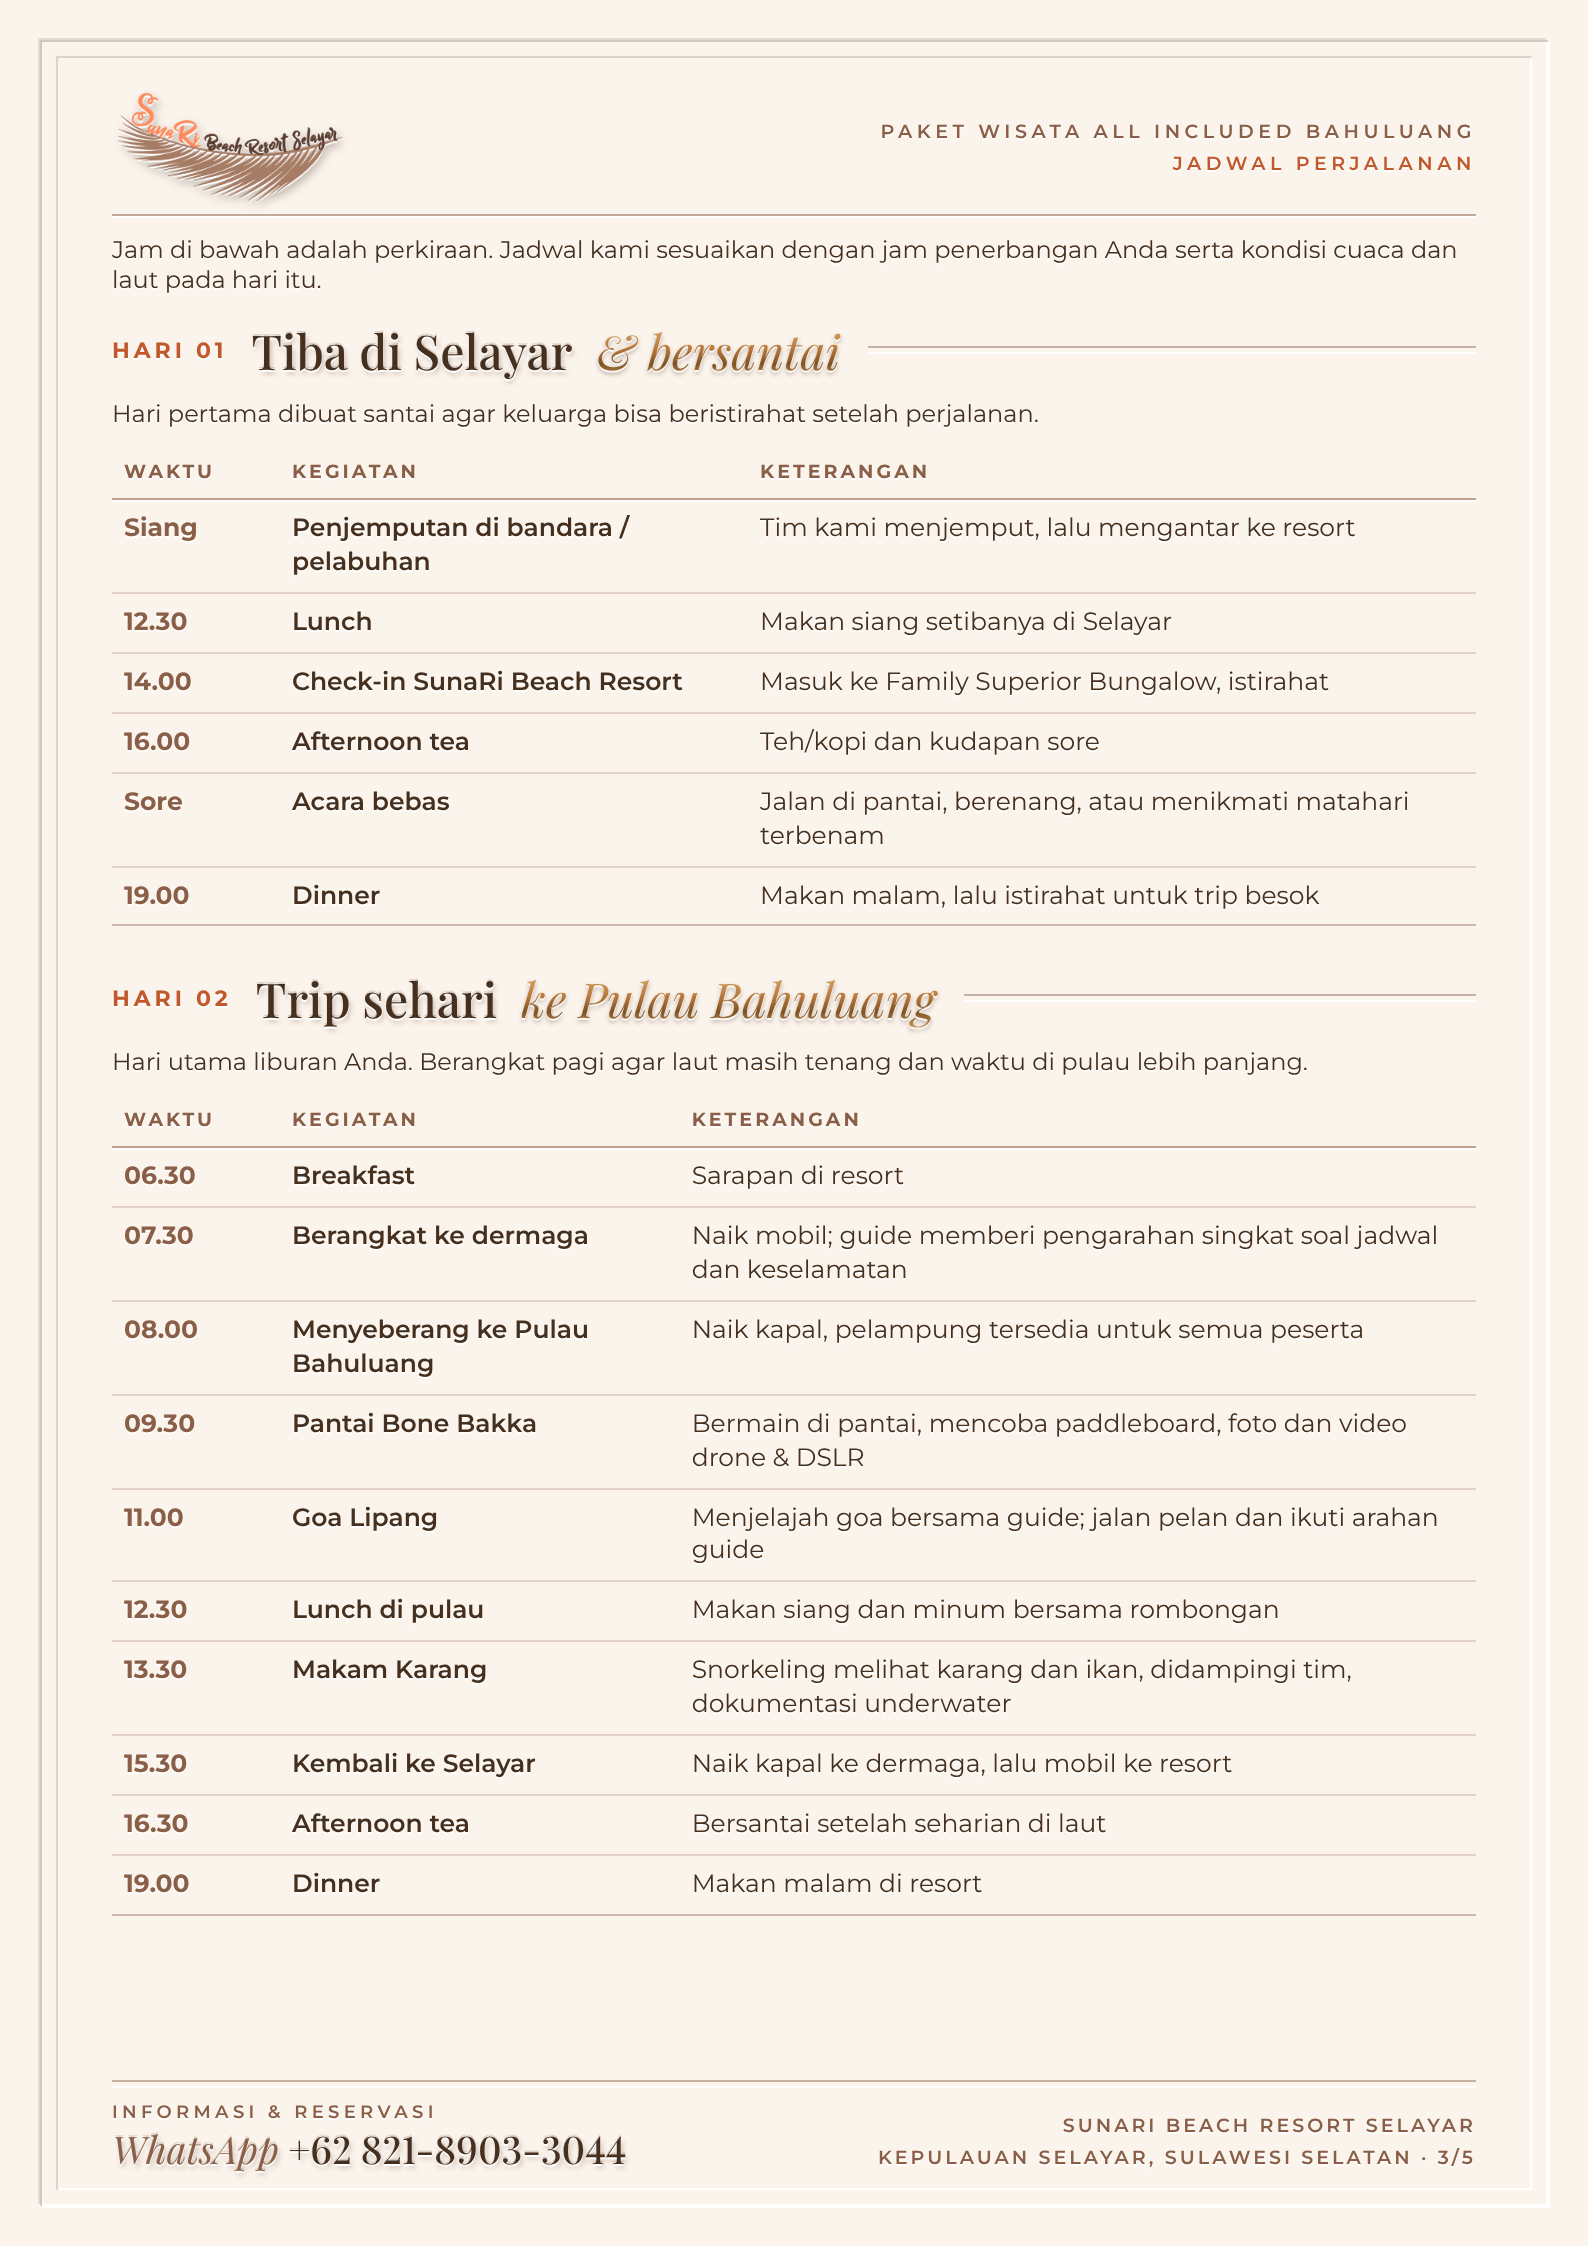 SunaRi Beach Resort Selayar
PAKET WISATA ALL INCLUDED BAHULUANG
JADWAL PERJALANAN
Jam di bawah adalah perkiraan. Jadwal kami sesuaikan dengan jam penerbangan Anda serta kondisi cuaca dan
laut pada hari itu.
HARI 01 Tiba di Selayar & bersantai
Hari pertama dibuat santai agar keluarga bisa beristirahat setelah perjalanan.
WAKTU KEGIATAN KETERANGAN
Siang Penjemputan di bandara / Tim kami menjemput, lalu mengantar ke resort
pelabuhan
12.30 Lunch Makan siang setibanya di Selayar
14.00 Check-in SunaRi Beach Resort Masuk ke Family Superior Bungalow, istirahat
16.00 Afternoon tea Teh/kopi dan kudapan sore
Sore Acara bebas Jalan di pantai, berenang, atau menikmati matahari
terbenam
19.00 Dinner Makan malam, lalu istirahat untuk trip besok
HARI 02 Trip sehari ke Pulau Bahuluang
Hari utama liburan Anda. Berangkat pagi agar laut masih tenang dan waktu di pulau lebih panjang.
WAKTU KEGIATAN KETERANGAN
06.30 Breakfast Sarapan di resort
07.30 Berangkat ke dermaga Naik mobil; guide memberi pengarahan singkat soal jadwal
dan keselamatan
08.00 Menyeberang ke Pulau Naik kapal, pelampung tersedia untuk semua peserta
Bahuluang
09.30 Pantai Bone Bakka Bermain di pantai, mencoba paddleboard, foto dan video
drone & DSLR
11.00 Goa Lipang Menjelajah goa bersama guide; jalan pelan dan ikuti arahan
guide
12.30 Lunch di pulau Makan siang dan minum bersama rombongan
13.30 Makam Karang Snorkeling melihat karang dan ikan, didampingi tim,
dokumentasi underwater
15.30 Kembali ke Selayar Naik kapal ke dermaga, lalu mobil ke resort
16.30 Afternoon tea Bersantai setelah seharian di laut
19.00 Dinner Makan malam di resort
INFORMASI & RESERVASI
WhatsApp +62 821-8903-3044
SUNARI BEACH RESORT SELAYAR
KEPULAUAN SELAYAR, SULAWESI SELATAN · 3/5